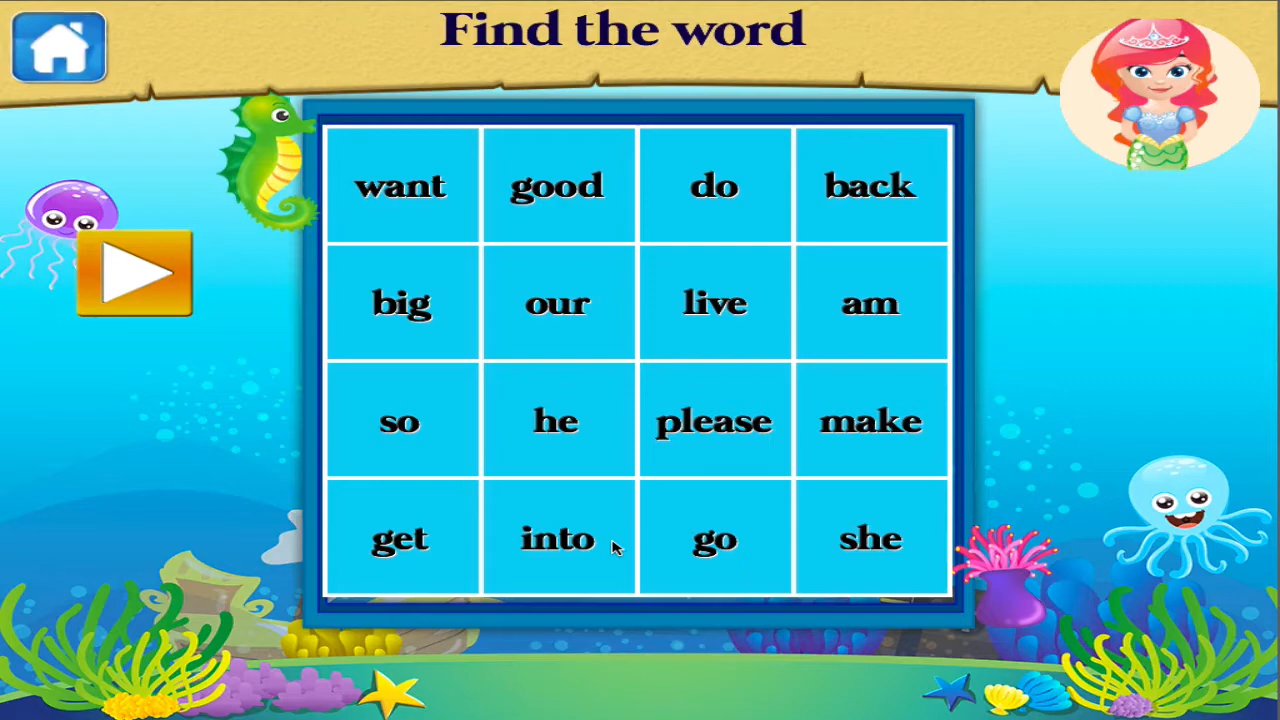 Find the word
want good do back
big our live am
so he please make
get into go she